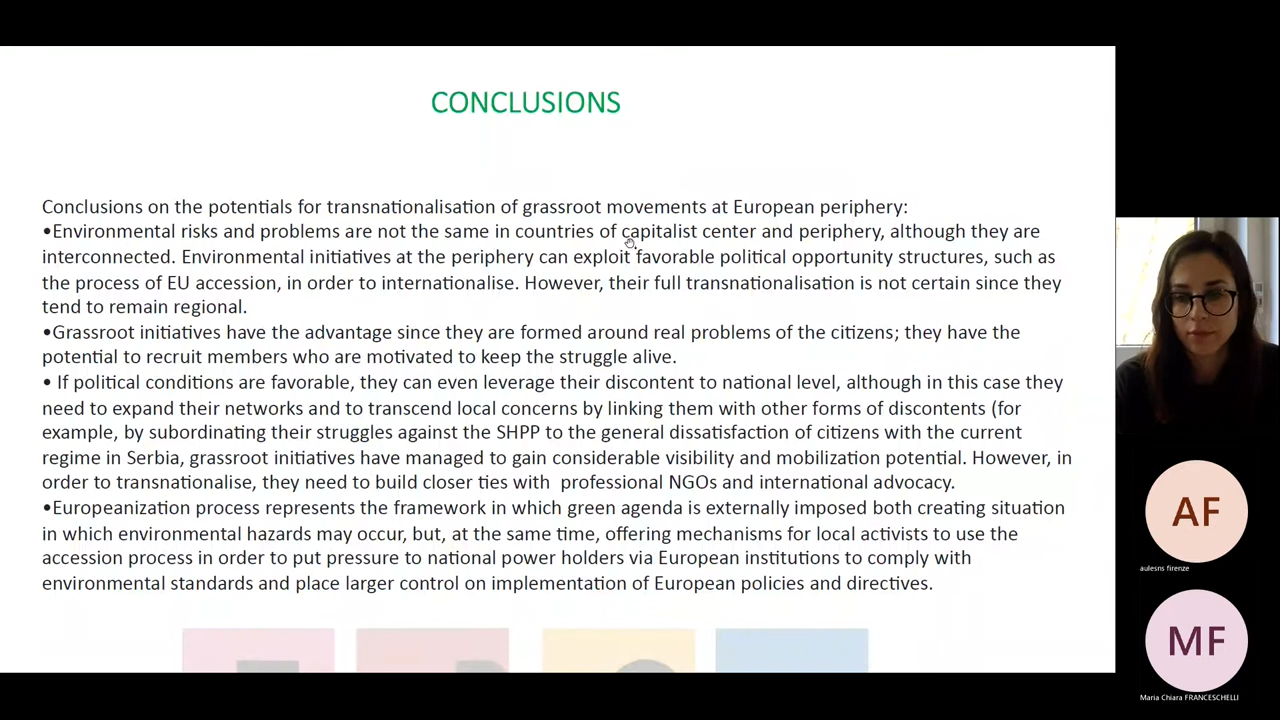 CONCLUSIONS
Conclusions on the potentials for transnationalisation of grassroot movements at European periphery:
•Environmental risks and problems are not the same in countries of capitalist center and periphery, although they are
interconnected. Environmental initiatives at the periphery can exploit favorable political opportunity structures, such as
the process of EU accession, in order to internationalise. However, their full transnationalisation is not certain since they
tend to remain regional.
•Grassroot initiatives have the advantage since they are formed around real problems of the citizens; they have the
potential to recruit members who are motivated to keep the struggle alive.
• If political conditions are favorable, they can even leverage their discontent to national level, although in this case they
need to expand their networks and to transcend local concerns by linking them with other forms of discontents (for
example, by subordinating their struggles against the SHPP to the general dissatisfaction of citizens with the current
regime in Serbia, grassroot initiatives have managed to gain considerable visibility and mobilization potential. However, in
order to transnationalise, they need to build closer ties with  professional NGOs and international advocacy.
•Europeanization process represents the framework in which green agenda is externally imposed both creating situation
in which environmental hazards may occur, but, at the same time, offering mechanisms for local activists to use the
accession process in order to put pressure to national power holders via European institutions to comply with
environmental standards and place larger control on implementation of European policies and directives.
AF
aulesns firenze
MF
Maria Chiara FRANCESCHELLI